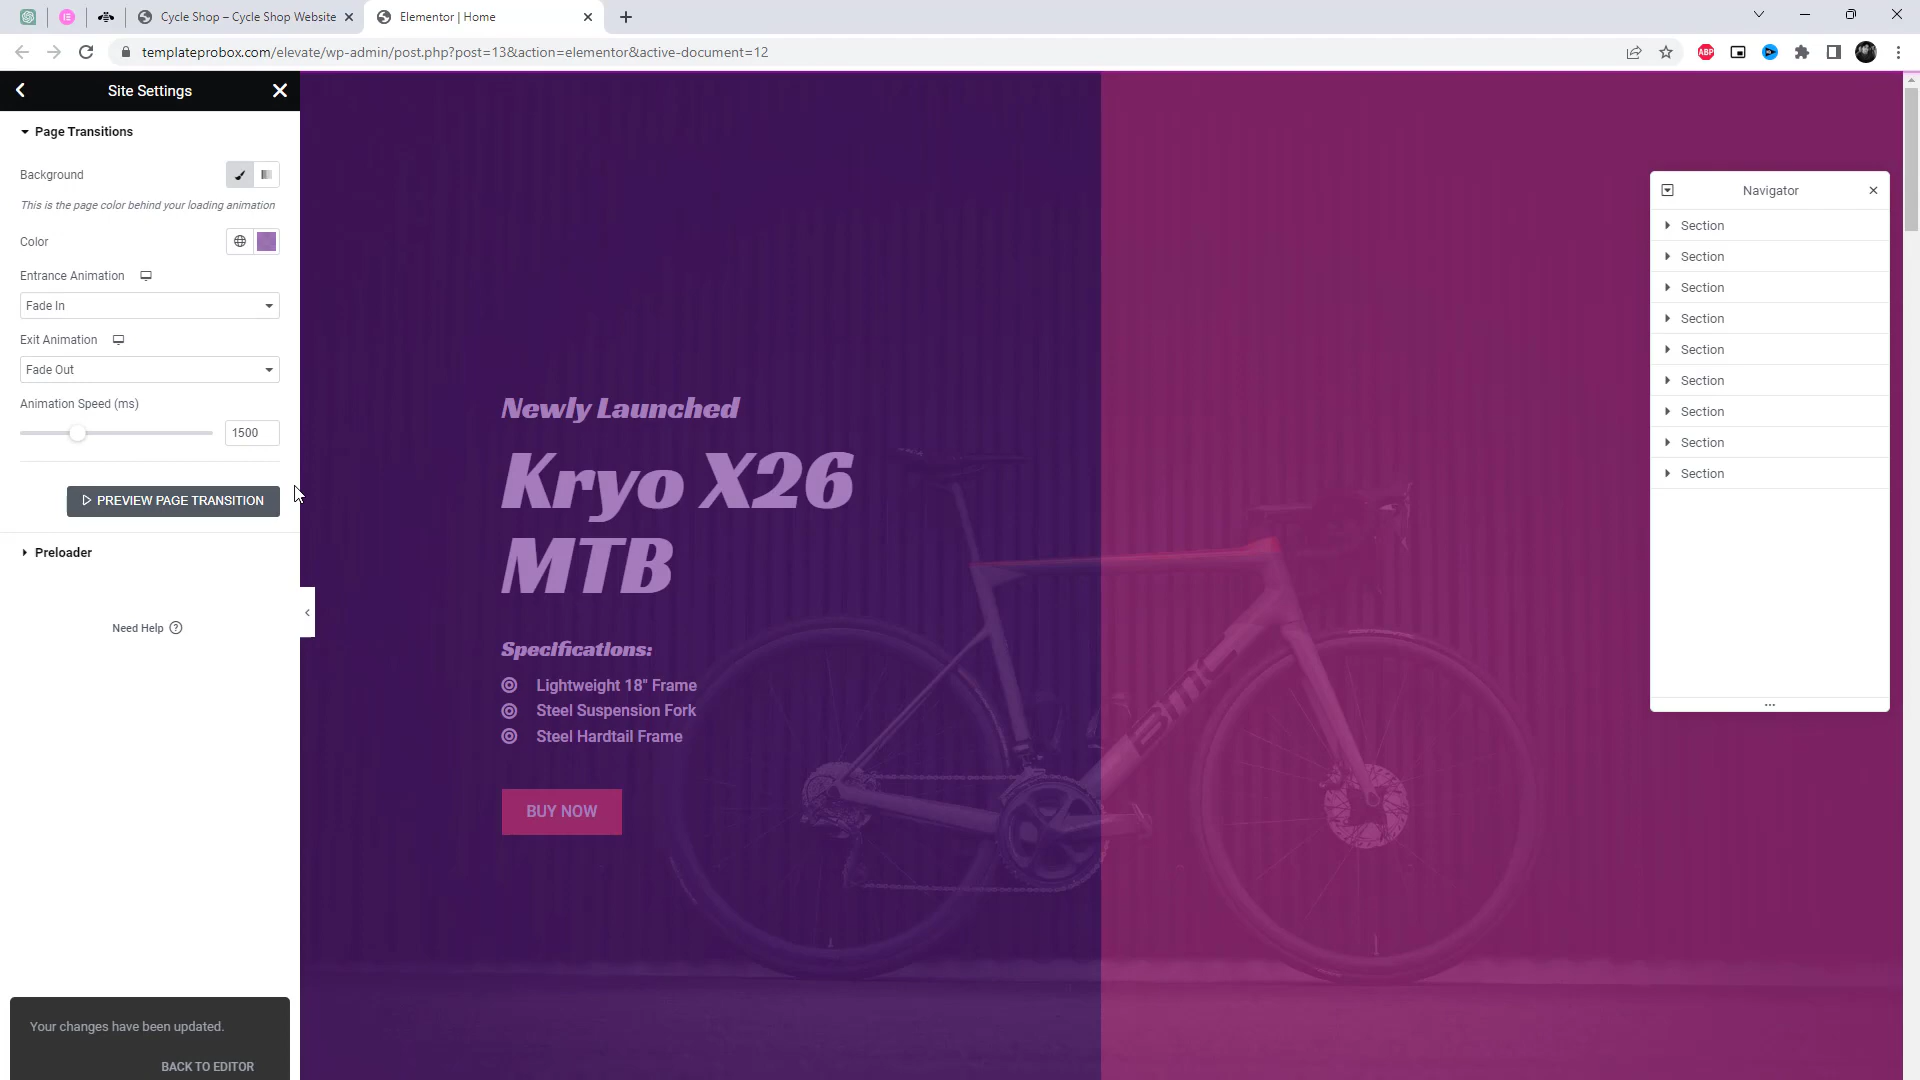 Cycle Shop – Cycle Shop Website
Elementor | Home
templateprobox.com/elevate/wp-admin/post.php?post=13&action=elementor&active-document=12
ABP
Site Settings
Page Transitions
Background
This is the page color behind your loading animation
Color
Entrance Animation
Fade In
Exit Animation
Fade Out
Animation Speed (ms)
1500
PREVIEW PAGE TRANSITION
Preloader
Need Help
Your changes have been updated.
BACK TO EDITOR
Newly Launched
Kryo X26
MTB
Specifications:
Lightweight 18" Frame
Steel Suspension Fork
Steel Hardtail Frame
BUY NOW
Navigator
Section
Section
Section
Section
Section
Section
Section
Section
Section